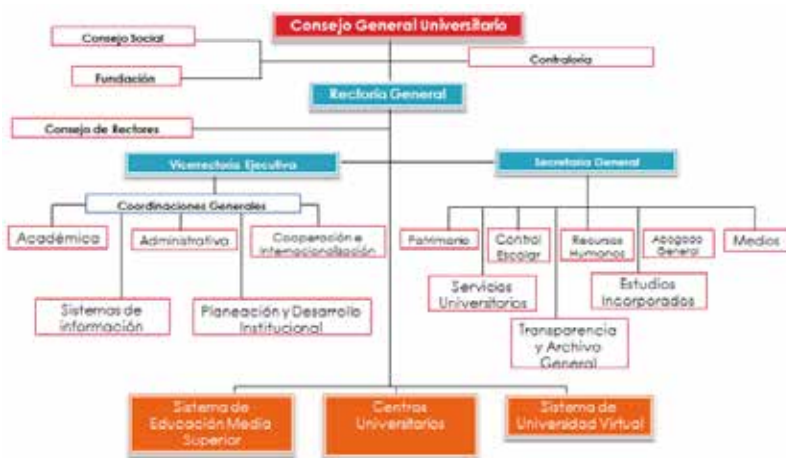 Consejo General Universitario
Consejo Social
Contraloría
Fundación
Rectoría General
Consejo de Rectores
Vicerrectoría Ejecutiva
Secretaría General
Coordinaciones Generales
Académica
Administrativa
Cooperación e
Internacionalización
Patrimonio
Control
Escolar
Recursos
Humanos
Abogado
General
Medios
Sistemas de
información
Planeación y Desarrollo
Institucional
Servicios
Universitarios
Estudios
Incorporados
Transparencia
y Archivo
General
Sistema de
Educación Media
Superior
Centros
Universitarios
Sistema de
Universidad Virtual